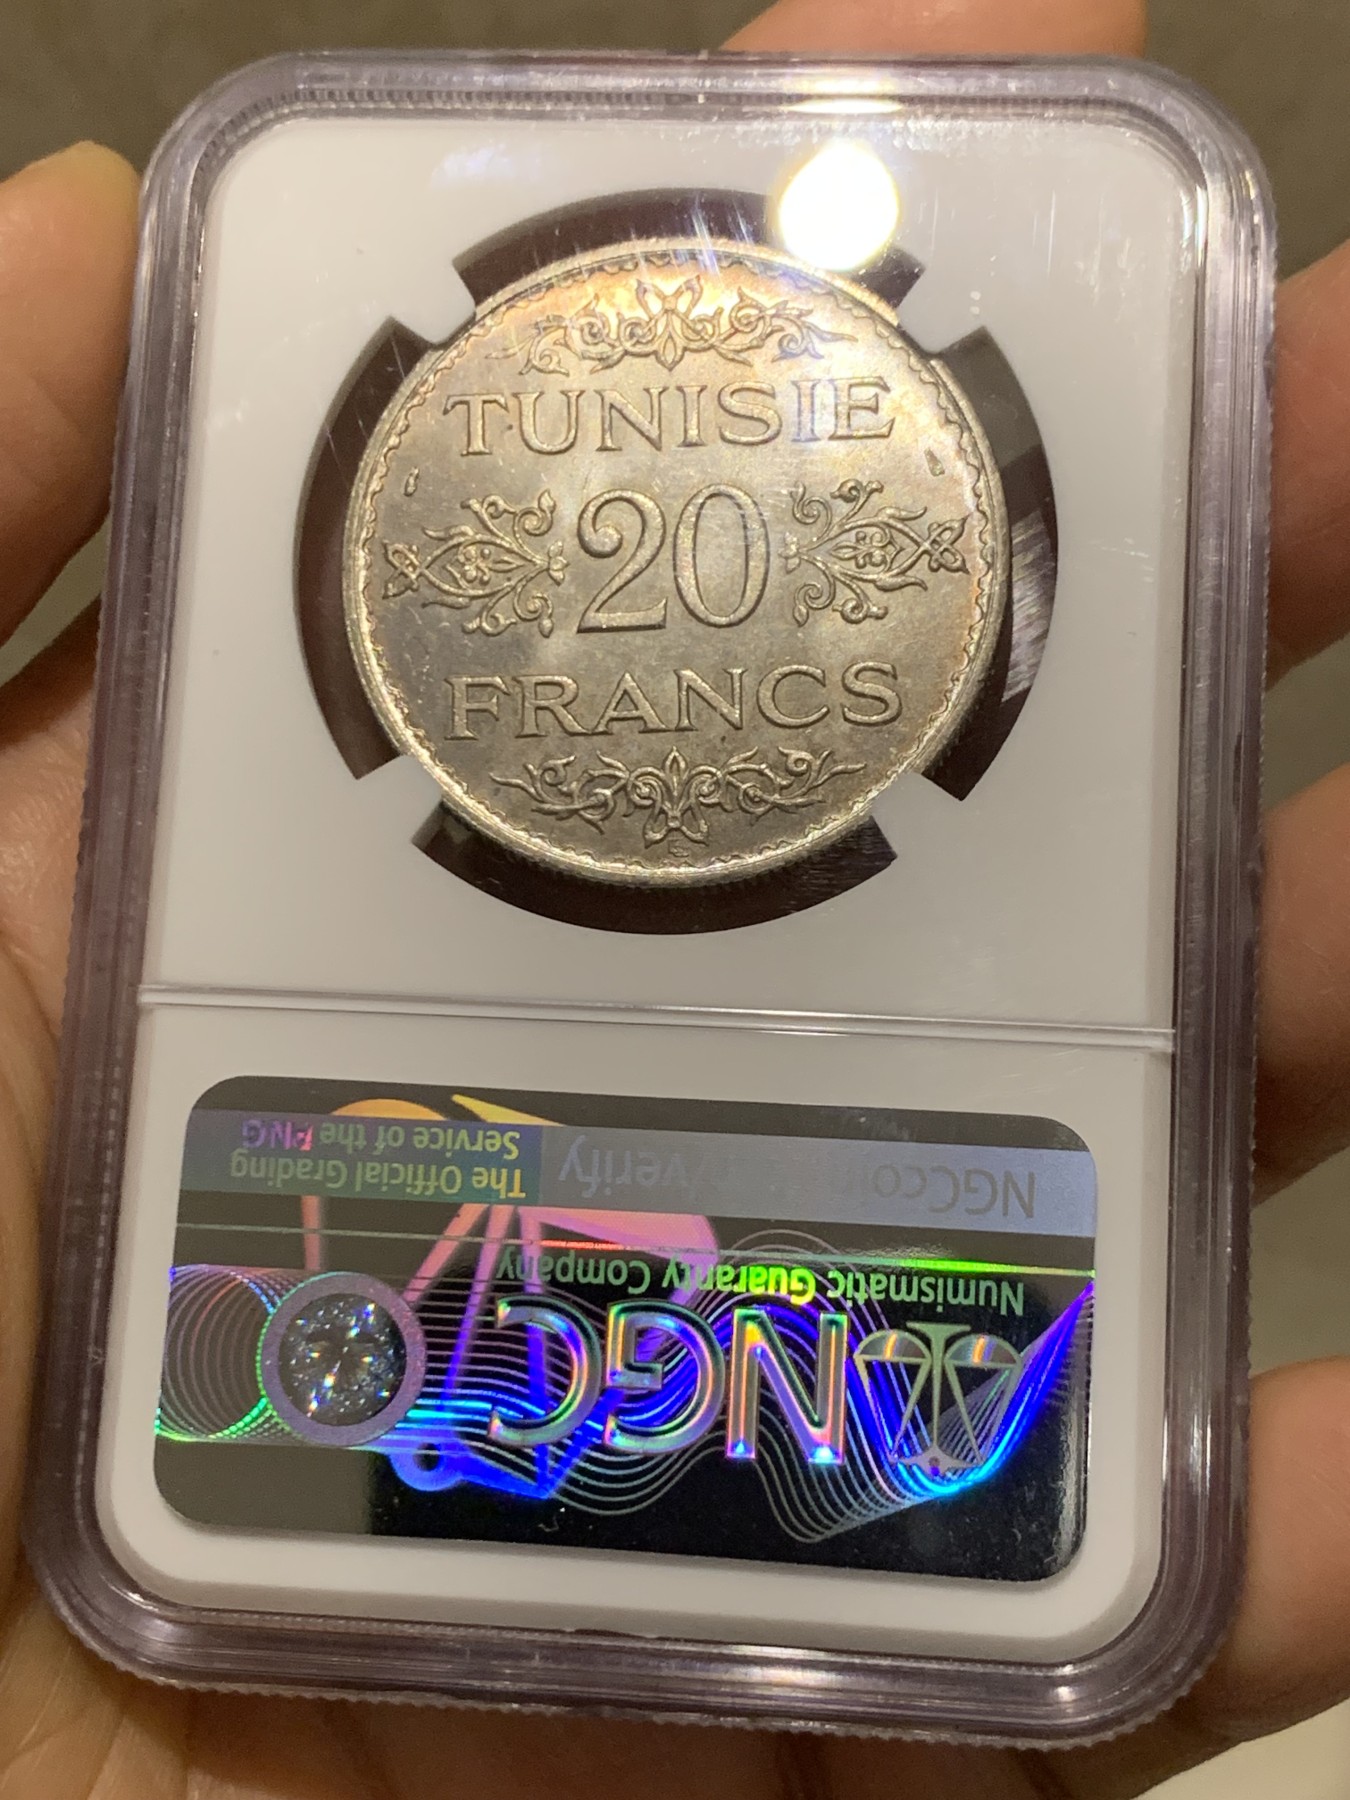 TUNISIE
20
FRANCS
NGC
Numismatic Guaranty Company
The Official Grading
Service of the PNG